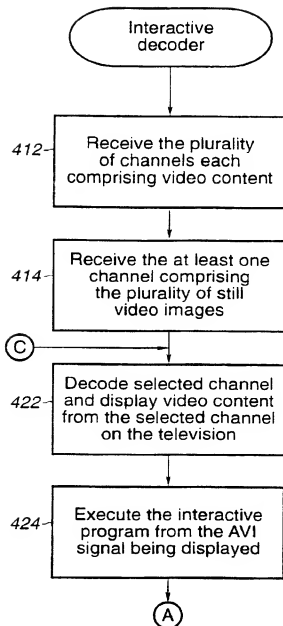 Interactive
decoder
412
Receive the plurality
of channels each
comprising video content
414
Receive the at least one
channel comprising
the plurality of still
video images
C
422
Decode selected channel
and display video content
from the selected channel
on the television
424
Execute the interactive
program from the AVI
signal being displayed
A